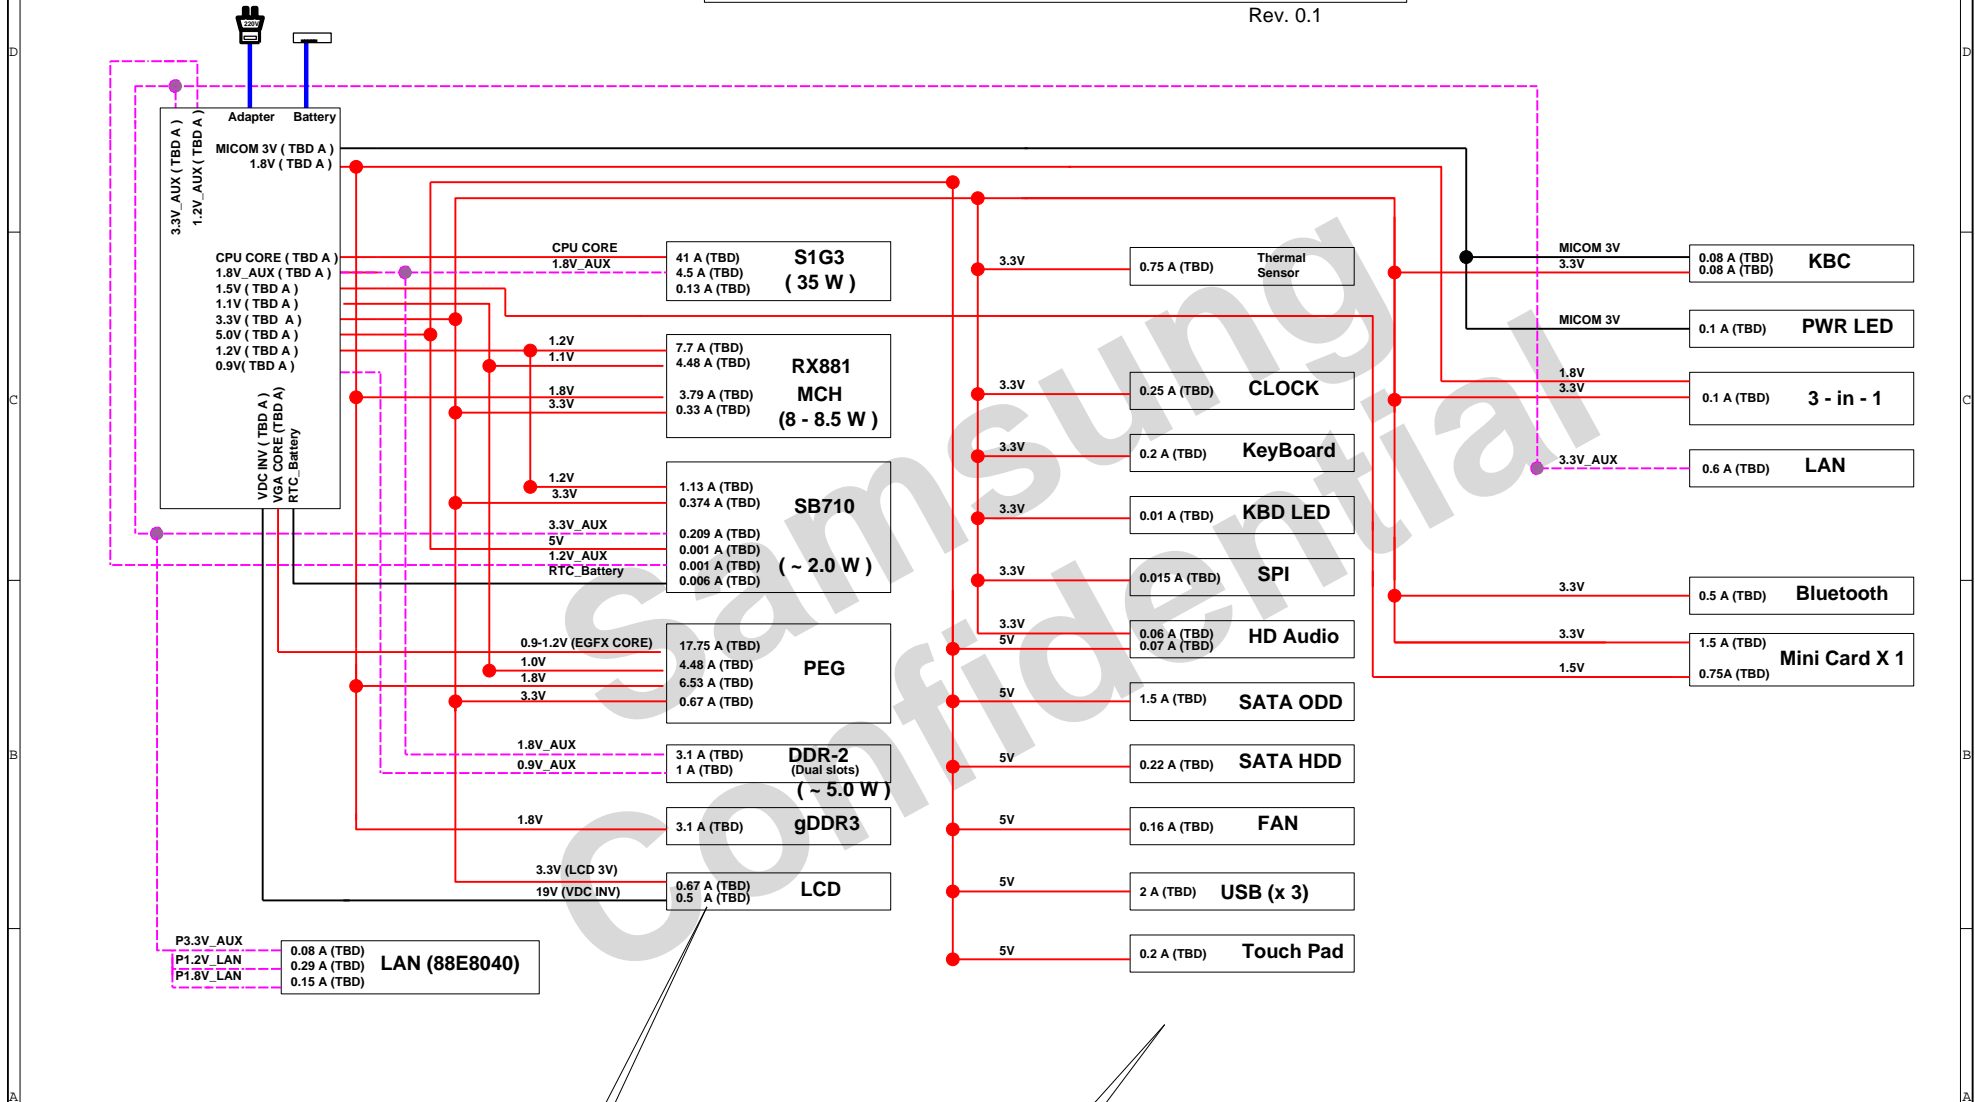 Rev. 0.1
D
D
220V
Adapter
Battery
3.3V_AUX ( TBD A )
1.2V_AUX ( TBD A )
MICOM 3V ( TBD A )
1.8V ( TBD A )
CPU CORE ( TBD A )
1.8V_AUX ( TBD A )
1.5V ( TBD A )
1.1V ( TBD A )
3.3V ( TBD A )
5.0V ( TBD A )
1.2V ( TBD A )
0.9V( TBD A )
VDC INV ( TBD A )
VGA CORE (TBD A)
RTC_Battery
CPU CORE
1.8V_AUX
41 A (TBD)
4.5 A (TBD)
0.13 A (TBD)
S1G3
( 35 W )
1.2V
1.1V
1.8V
3.3V
7.7 A (TBD)
4.48 A (TBD)
3.79 A (TBD)
0.33 A (TBD)
RX881
MCH
(8 - 8.5 W )
1.2V
3.3V
3.3V_AUX
5V
1.2V_AUX
RTC_Battery
1.13 A (TBD)
0.374 A (TBD)
0.209 A (TBD)
0.001 A (TBD)
0.001 A (TBD)
0.006 A (TBD)
SB710
( ~ 2.0 W )
0.9-1.2V (EGFX CORE)
1.0V
1.8V
3.3V
17.75 A (TBD)
4.48 A (TBD)
6.53 A (TBD)
0.67 A (TBD)
PEG
1.8V_AUX
0.9V_AUX
3.1 A (TBD)
1 A (TBD)
DDR-2
(Dual slots)
( ~ 5.0 W )
1.8V
3.1 A (TBD)
gDDR3
3.3V (LCD 3V)
19V (VDC INV)
0.67 A (TBD)
0.5 A (TBD)
LCD
P3.3V_AUX
P1.2V_LAN
P1.8V_LAN
0.08 A (TBD)
0.29 A (TBD)
0.15 A (TBD)
LAN (88E8040)
3.3V
0.75 A (TBD)
Thermal
Sensor
3.3V
0.25 A (TBD)
CLOCK
3.3V
0.2 A (TBD)
KeyBoard
3.3V
0.01 A (TBD)
KBD LED
3.3V
0.015 A (TBD)
SPI
3.3V
5V
0.06 A (TBD)
0.07 A (TBD)
HD Audio
5V
1.5 A (TBD)
SATA ODD
5V
0.22 A (TBD)
SATA HDD
5V
0.16 A (TBD)
FAN
5V
2 A (TBD)
USB (x 3)
5V
0.2 A (TBD)
Touch Pad
MICOM 3V
3.3V
0.08 A (TBD)
0.08 A (TBD)
KBC
MICOM 3V
0.1 A (TBD)
PWR LED
1.8V
3.3V
0.1 A (TBD)
3 - in - 1
3.3V_AUX
0.6 A (TBD)
LAN
3.3V
0.5 A (TBD)
Bluetooth
3.3V
1.5V
1.5 A (TBD)
0.75A (TBD)
Mini Card X 1
C
C
B
B
A
A
Samsung
Confidential